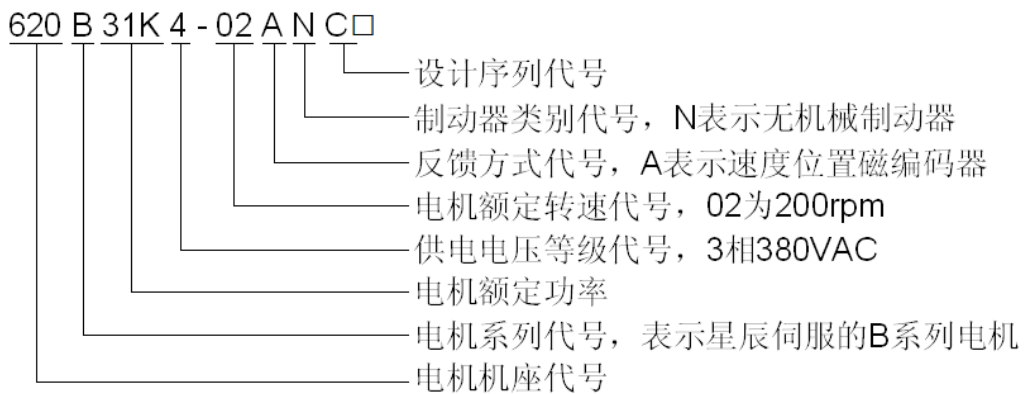 620 B 31K 4 - 02 A N C□
设计序列代号
制动器类别代号，N表示无机械制动器
反馈方式代号，A表示速度位置磁编码器
电机额定转速代号，02为200rpm
供电电压等级代号，3相380VAC
电机额定功率
电机系列代号，表示星辰伺服的B系列电机
电机机座代号